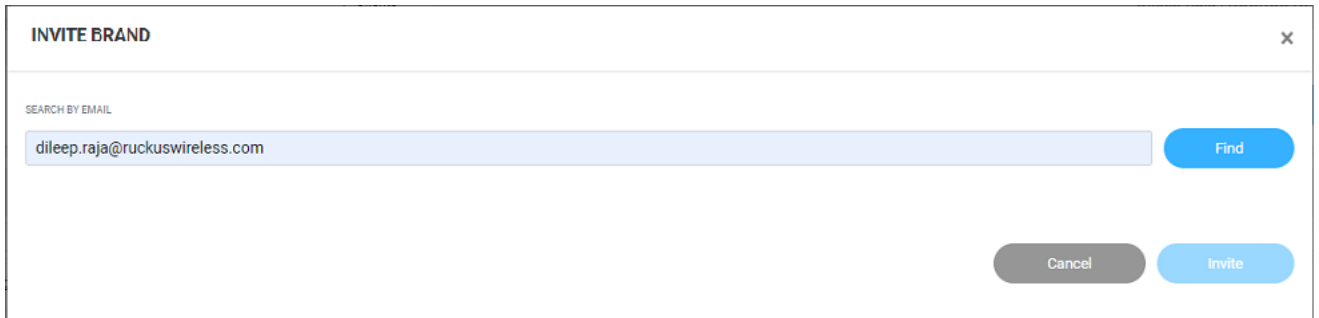 INVITE BRAND
×
SEARCH BY EMAIL
dileep.raja@ruckuswireless.com
Find
Cancel
Invite